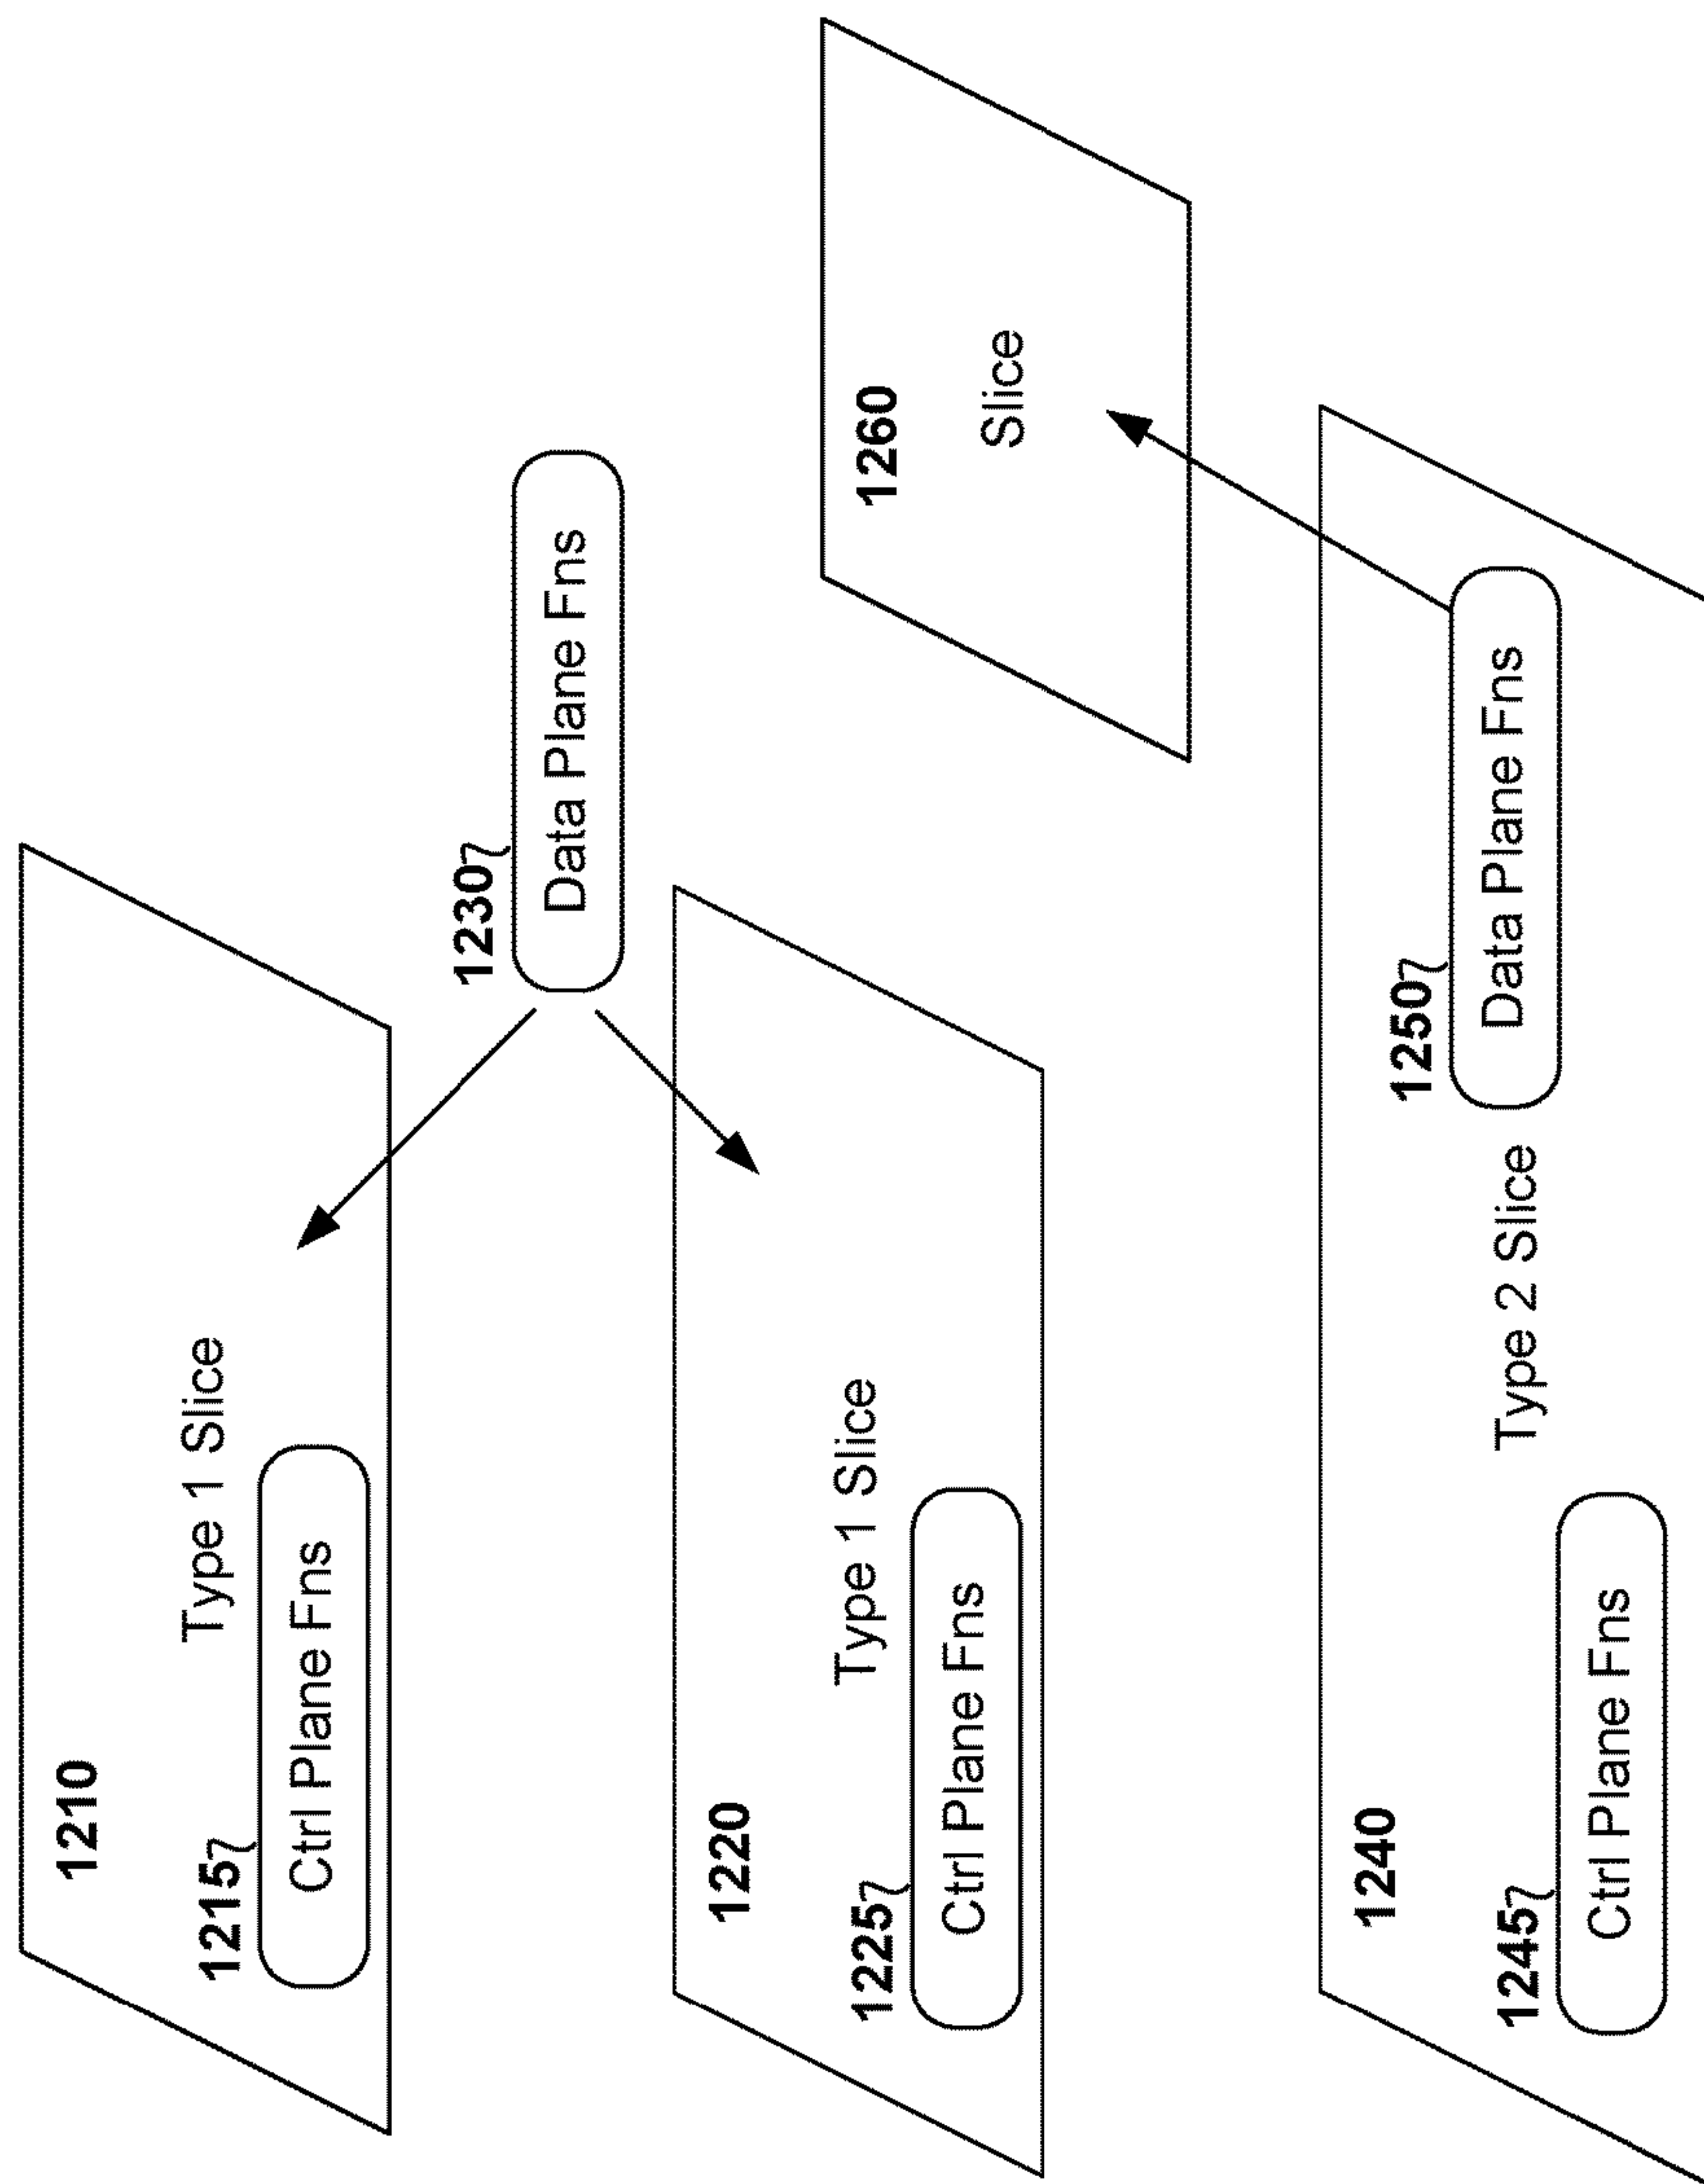 1210
Type 1 Slice
1215
Ctrl Plane Fns
1230
Data Plane Fns
1220
Type 1 Slice
1225
Ctrl Plane Fns
1260
Slice
1240
1250
Data Plane Fns
Type 2 Slice
1245
Ctrl Plane Fns